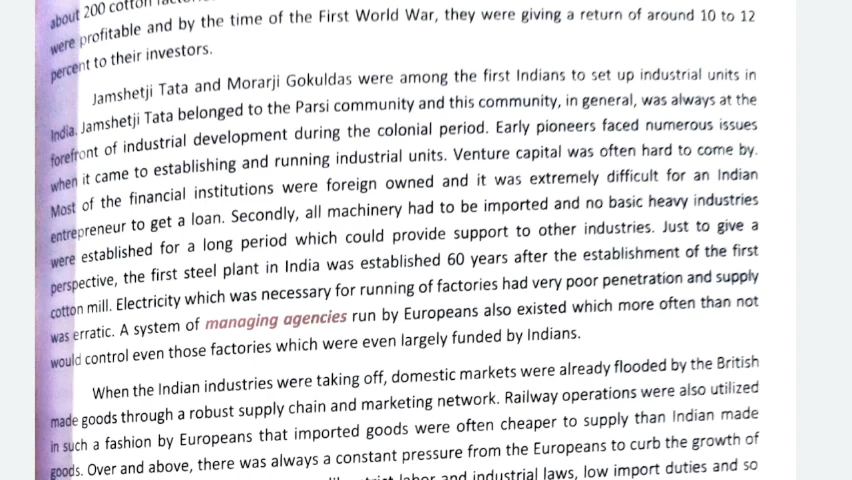 about 200 cotton
were profitable and by the time of the First World War, they were giving a return of around 10 to 12
percent to their investors.
Jamshetji Tata and Morarji Gokuldas were among the first Indians to set up industrial units in
India. Jamshetji Tata belonged to the Parsi community and this community, in general, was always at the
forefront of industrial development during the colonial period. Early pioneers faced numerous issues
when it came to establishing and running industrial units. Venture capital was often hard to come by.
Most of the financial institutions were foreign owned and it was extremely difficult for an Indian
entrepreneur to get a loan. Secondly, all machinery had to be imported and no basic heavy industries
were established for a long period which could provide support to other industries. Just to give a
perspective, the first steel plant in India was established 60 years after the establishment of the first
cotton mill. Electricity which was necessary for running of factories had very poor penetration and supply
was erratic. A system of managing agencies run by Europeans also existed which more often than not
would control even those factories which were even largely funded by Indians.
When the Indian industries were taking off, domestic markets were already flooded by the British
made goods through a robust supply chain and marketing network. Railway operations were also utilized
in such a fashion by Europeans that imported goods were often cheaper to supply than Indian made
goods. Over and above, there was always a constant pressure from the Europeans to curb the growth of
labor and industrial laws, low import duties and so